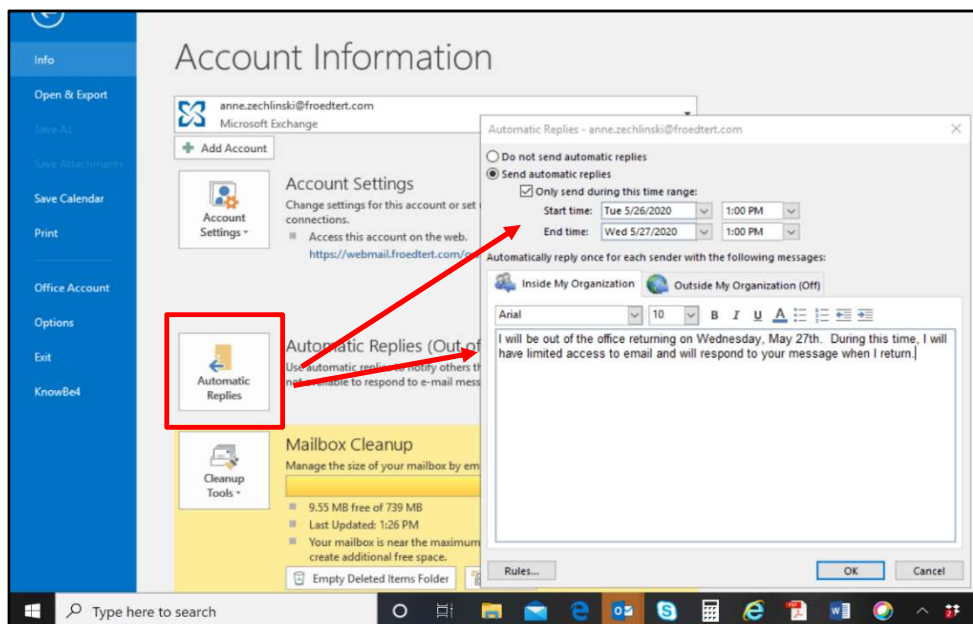 Info
Open & Export
Save As
Save Attachments
Save Calendar
Print
Office Account
Options
Exit
KnowBe4
Account Information
anne.zechlinski@froedtert.com
Microsoft Exchange
Add Account
Account Settings
Account Settings
Change settings for this account or set
connections.
Access this account on the web.
https://webmail.froedtert.com/
Automatic Replies
Automatic Replies (Out of
Use automatic replies to notify others
not available to respond to e-mail mess
Cleanup Tools
Mailbox Cleanup
Manage the size of your mailbox by em
9.55 MB free of 739 MB
Last Updated: 1:26 PM
Your mailbox is near the maximum
create additional free space.
Empty Deleted Items Folder
Automatic Replies - anne.zechlinski@froedtert.com
Do not send automatic replies
Send automatic replies
Only send during this time range:
Start time: Tue 5/26/2020 1:00 PM
End time: Wed 5/27/2020 1:00 PM
Automatically reply once for each sender with the following messages:
Inside My Organization Outside My Organization (Off)
Arial 10 B I U A
I will be out of the office returning on Wednesday, May 27th. During this time, I will
have limited access to email and will respond to your message when I return.
Rules... OK Cancel
Type here to search